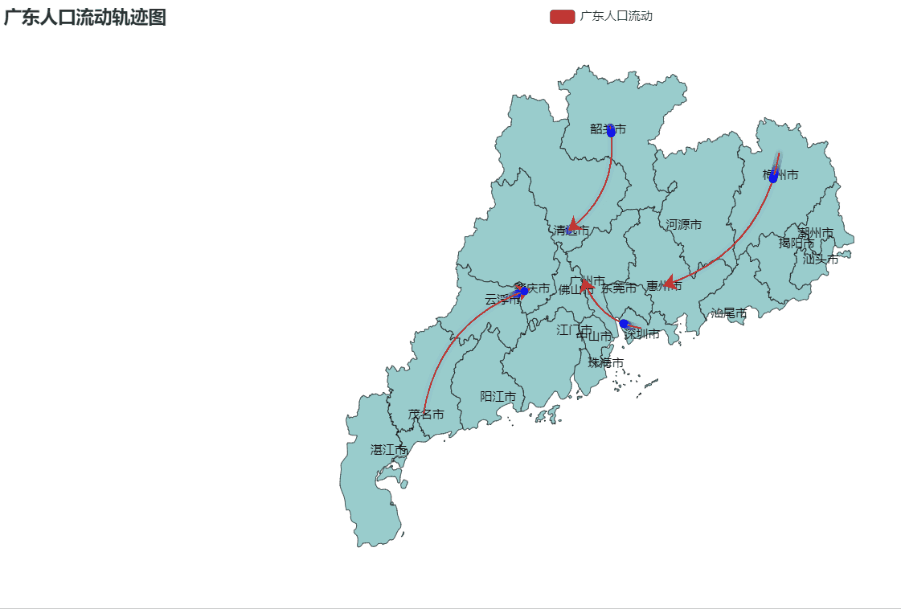 广东人口流动轨迹图
广东人口流动
韶关市
梅州市
河源市
清远市
潮州市
揭阳市
汕头市
广州市
肇庆市
佛山市
东莞市
惠州市
云浮市
汕尾市
江门市
中山市
深圳市
珠海市
阳江市
茂名市
湛江市